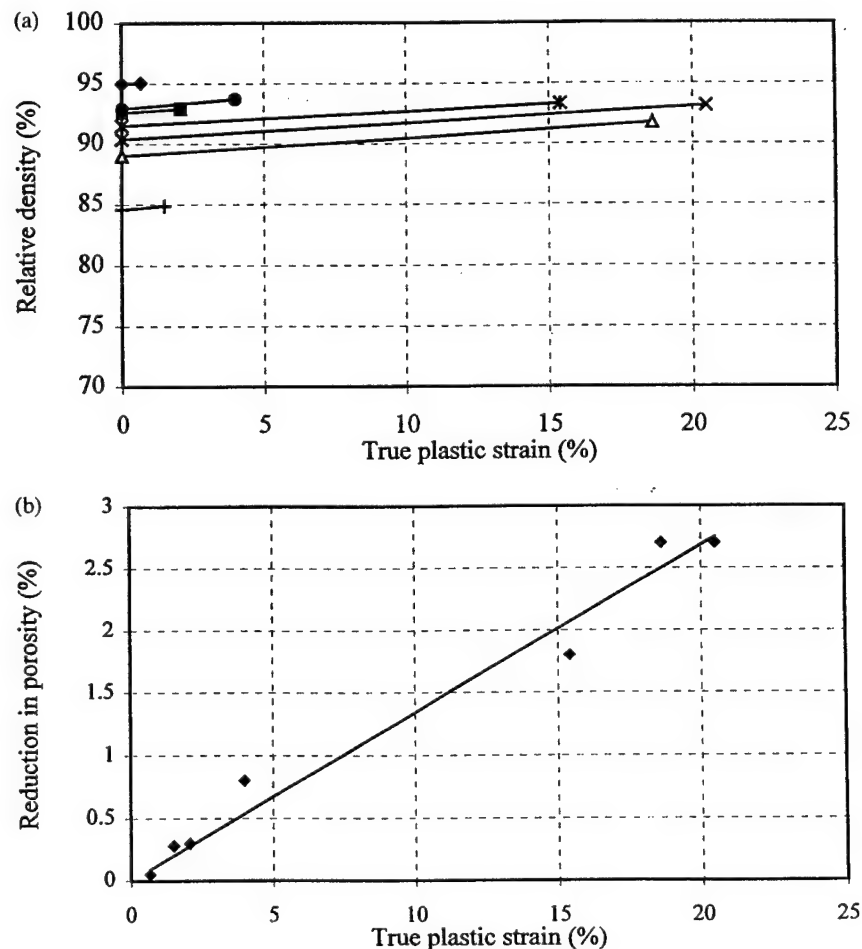 (a)
Relative density (%)
100
95
90
85
80
75
70
0 5 10 15 20 25
True plastic strain (%)
(b)
Reduction in porosity (%)
3
2.5
2
1.5
1
0.5
0
0 5 10 15 20 25
True plastic strain (%)